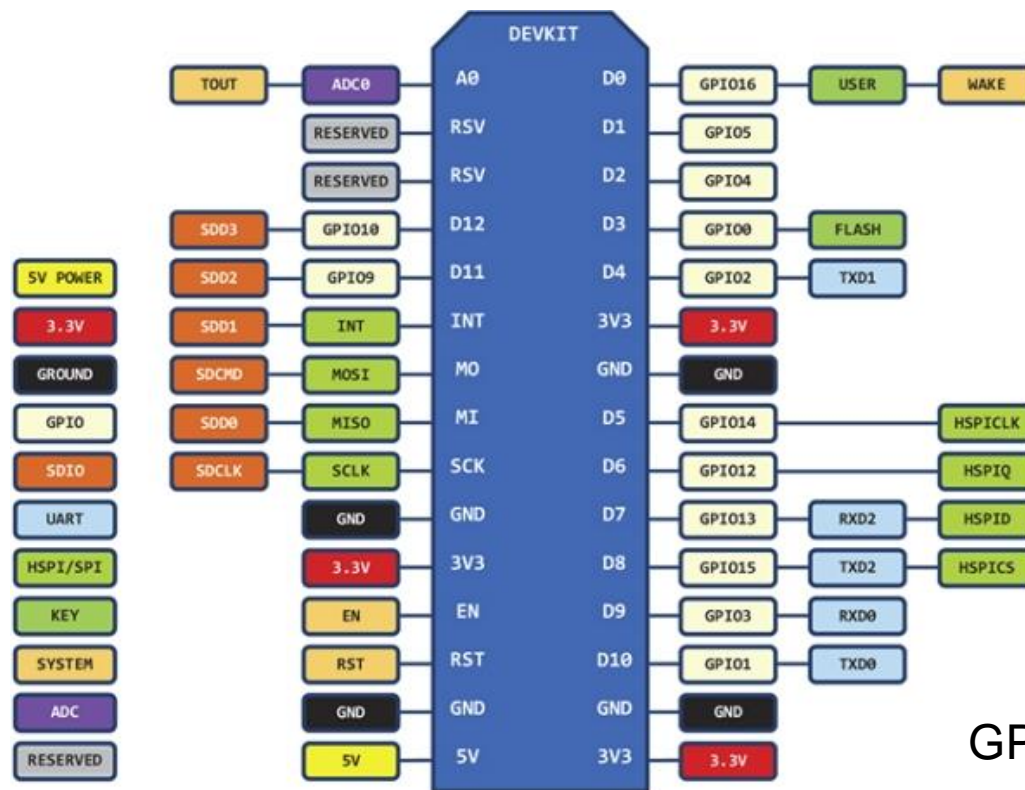 DEVKIT
TOUT ADC0 A0 D0 GPIO16 USER WAKE
RESERVED RSV D1 GPIO5
RESERVED RSV D2 GPIO4
SDD3 GPIO10 D12 D3 GPIO0 FLASH
5V POWER SDD2 GPIO9 D11 D4 GPIO2 TXD1
3.3V SDD1 INT INT 3V3 3.3V
GROUND SDCMD MOSI MO GND GND
GPIO SDD0 MISO MI D5 GPIO14 HSPICLK
SDIO SDCLK SCLK SCK D6 GPIO12 HSPIQ
UART GND GND D7 GPIO13 RXD2 HSPID
HSPI/SPI 3.3V 3V3 D8 GPIO15 TXD2 HSPICS
KEY EN EN D9 GPIO3 RXD0
SYSTEM RST RST D10 GPIO1 TXD0
ADC GND GND GND GND
RESERVED 5V 5V 3V3 3.3V
GP